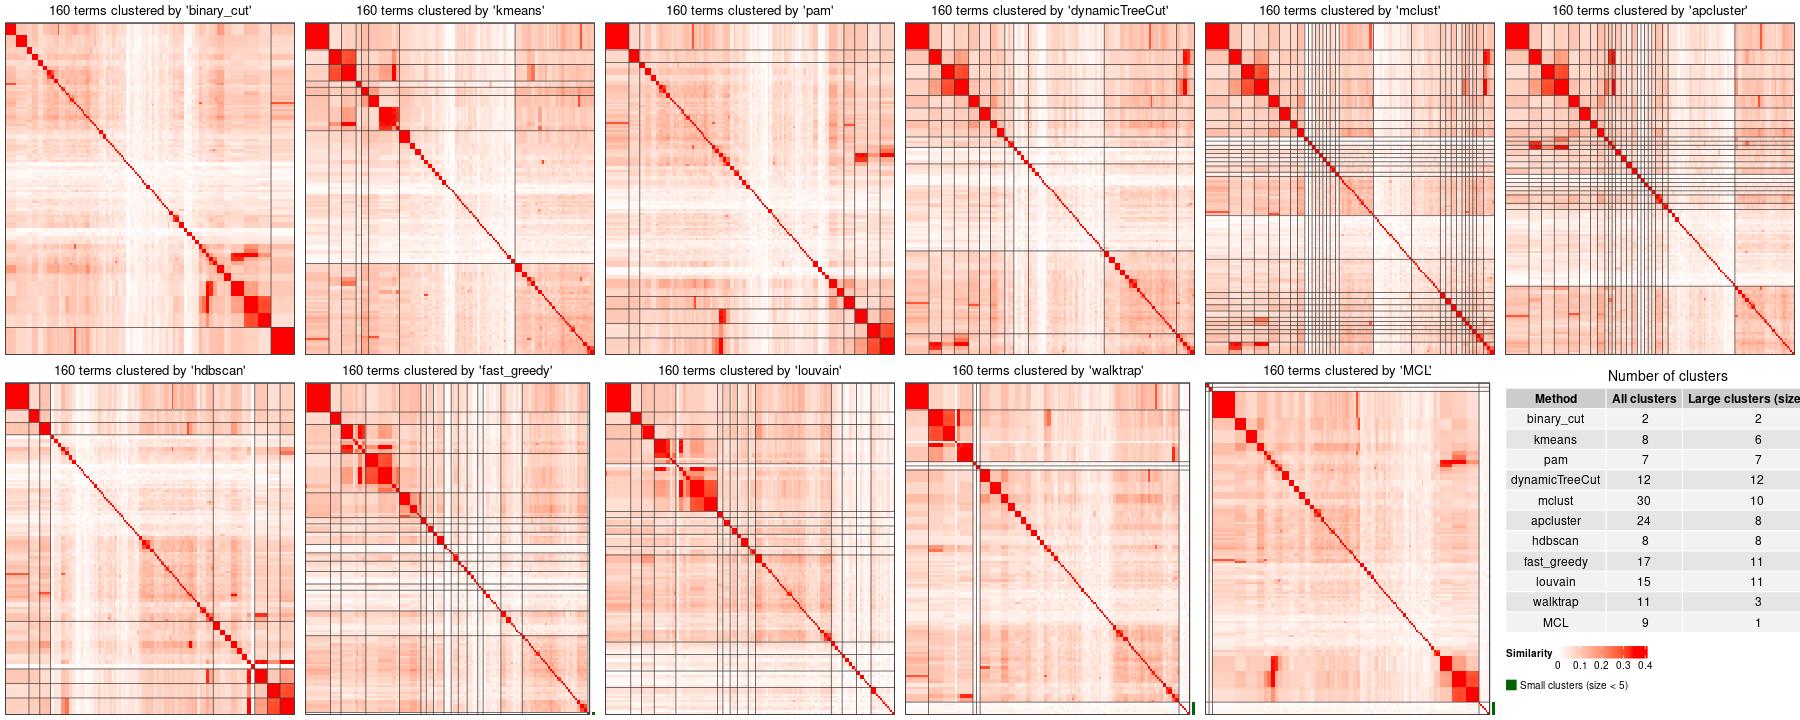 160 terms clustered by 'binary_cut'
160 terms clustered by 'kmeans'
160 terms clustered by 'pam'
160 terms clustered by 'dynamicTreeCut'
160 terms clustered by 'mclust'
160 terms clustered by 'apcluster'
160 terms clustered by 'hdbscan'
160 terms clustered by 'fast_greedy'
160 terms clustered by 'louvain'
160 terms clustered by 'walktrap'
160 terms clustered by 'MCL'
Number of clusters
Method All clusters Large clusters (size
binary_cut 2 2
kmeans 8 6
pam 7 7
dynamicTreeCut 12 12
mclust 30 10
apcluster 24 8
hdbscan 8 8
fast_greedy 17 11
louvain 15 11
walktrap 11 3
MCL 9 1
Similarity
0 0.1 0.2 0.3 0.4
Small clusters (size < 5)